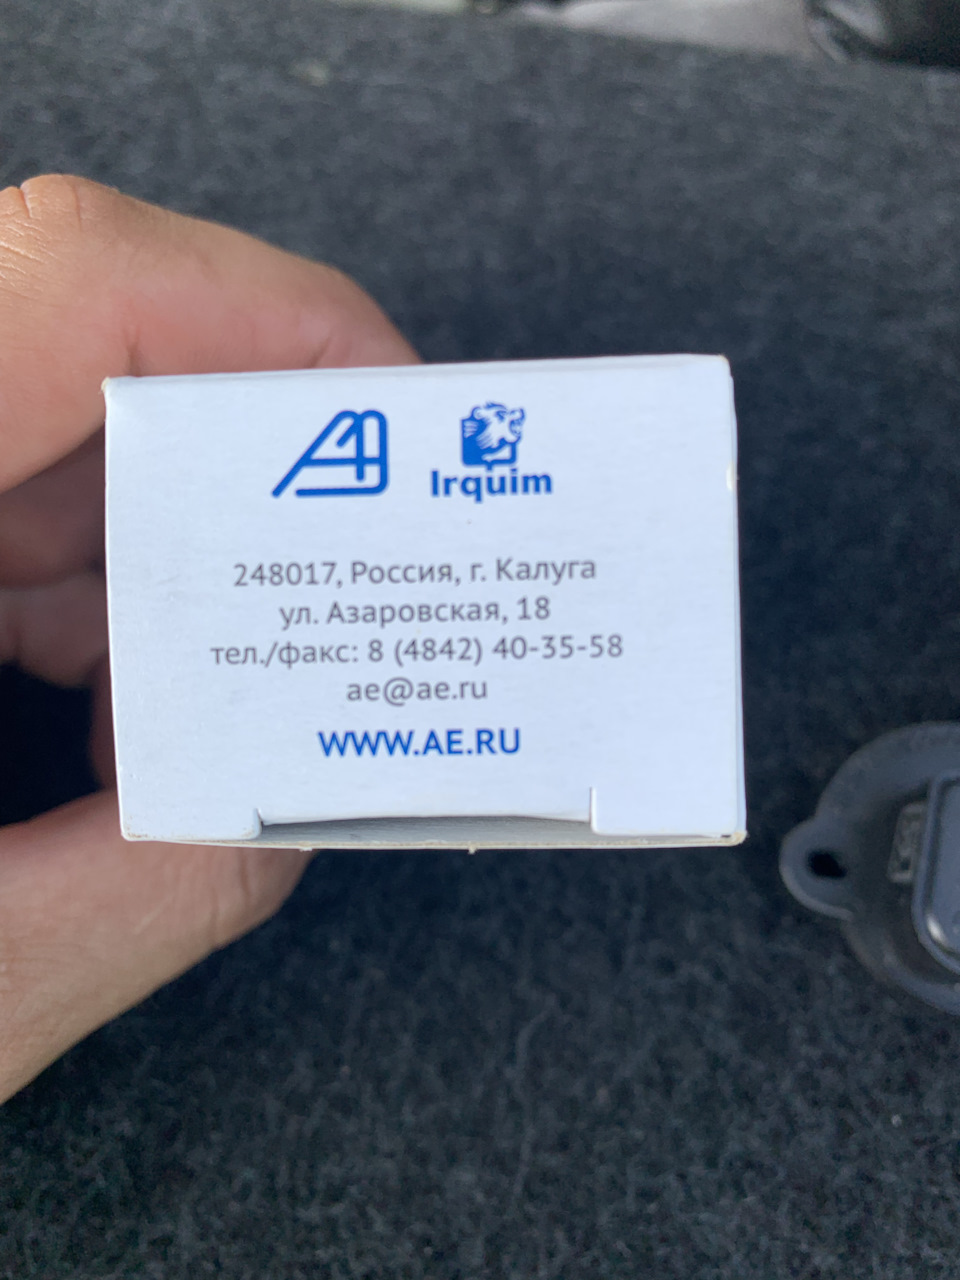 Irquim
248017, Россия, г. Калуга
ул. Азаровская, 18
тел./факс: 8 (4842) 40-35-58
ae@ae.ru
WWW.AE.RU